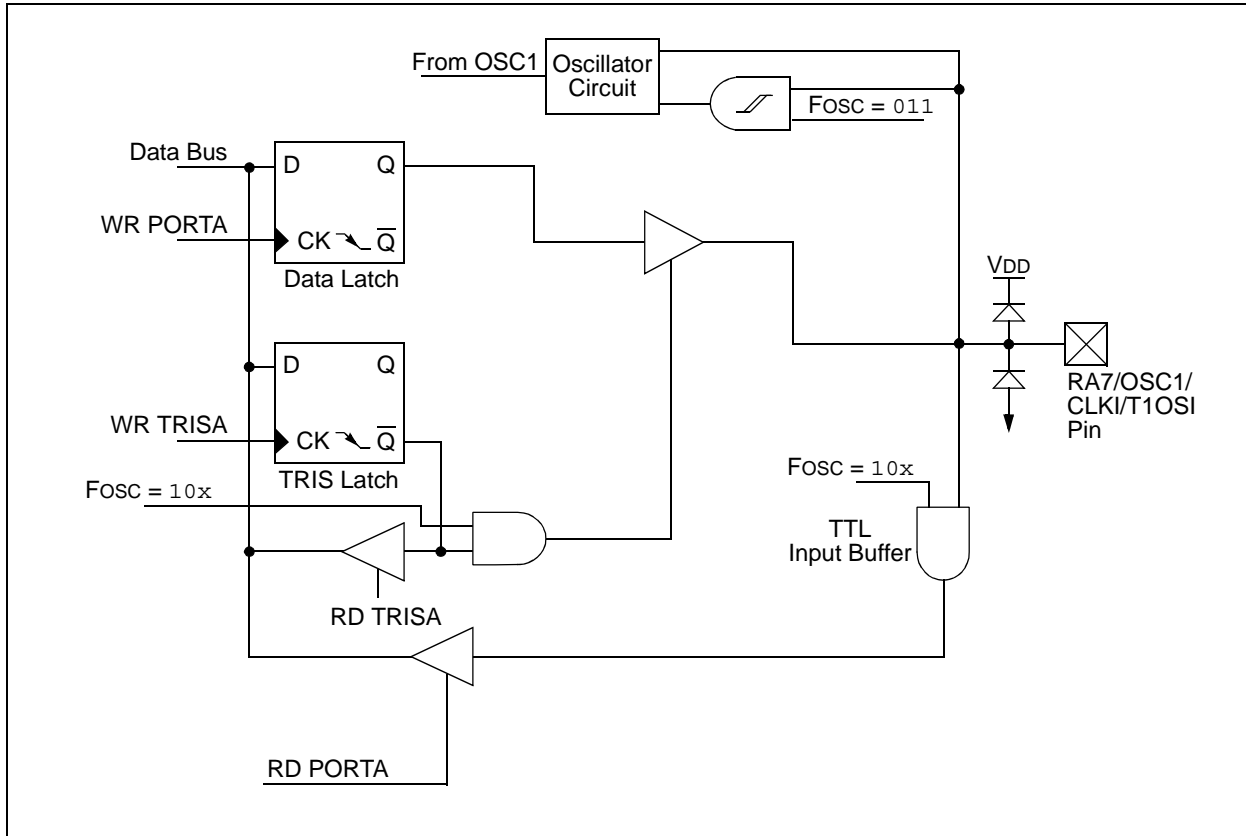 From OSC1
Oscillator
Circuit
FOSC = 011
Data Bus
D
Q
WR PORTA
CK
Q̅
Data Latch
VDD
D
Q
RA7/OSC1/
CLKI/T1OSI
Pin
WR TRISA
CK
Q̅
TRIS Latch
FOSC = 10x
FOSC = 10x
TTL
Input Buffer
RD TRISA
RD PORTA